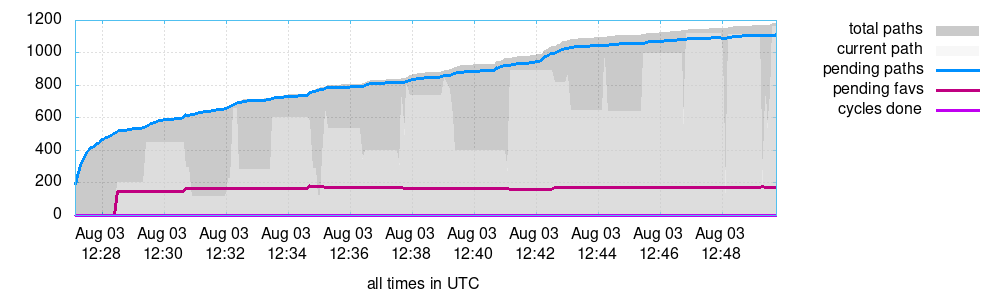 1200
1000
800
600
400
200
0
Aug 03 Aug 03 Aug 03 Aug 03 Aug 03 Aug 03 Aug 03 Aug 03 Aug 03 Aug 03 Aug 03
12:28 12:30 12:32 12:34 12:36 12:38 12:40 12:42 12:44 12:46 12:48
all times in UTC
total paths
current path
pending paths
pending favs
cycles done